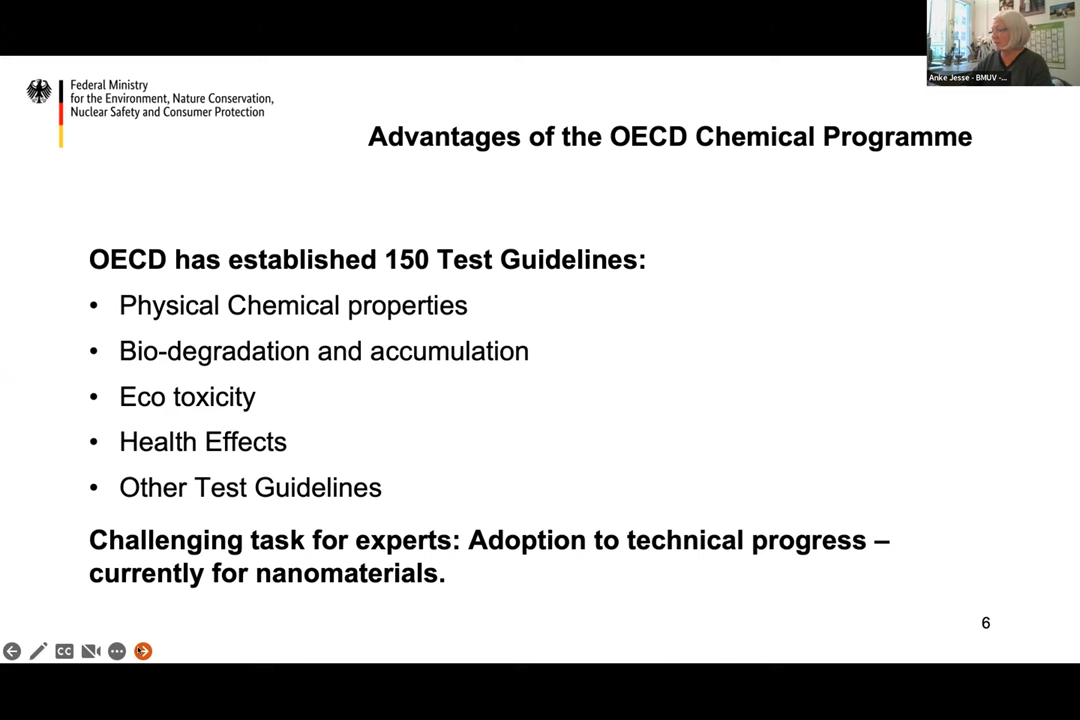 Anke Jesse - BMUV -...
Federal Ministry
for the Environment, Nature Conservation,
Nuclear Safety and Consumer Protection
Advantages of the OECD Chemical Programme
OECD has established 150 Test Guidelines:
• Physical Chemical properties
• Bio-degradation and accumulation
• Eco toxicity
• Health Effects
• Other Test Guidelines
Challenging task for experts: Adoption to technical progress –
currently for nanomaterials.
6
CC